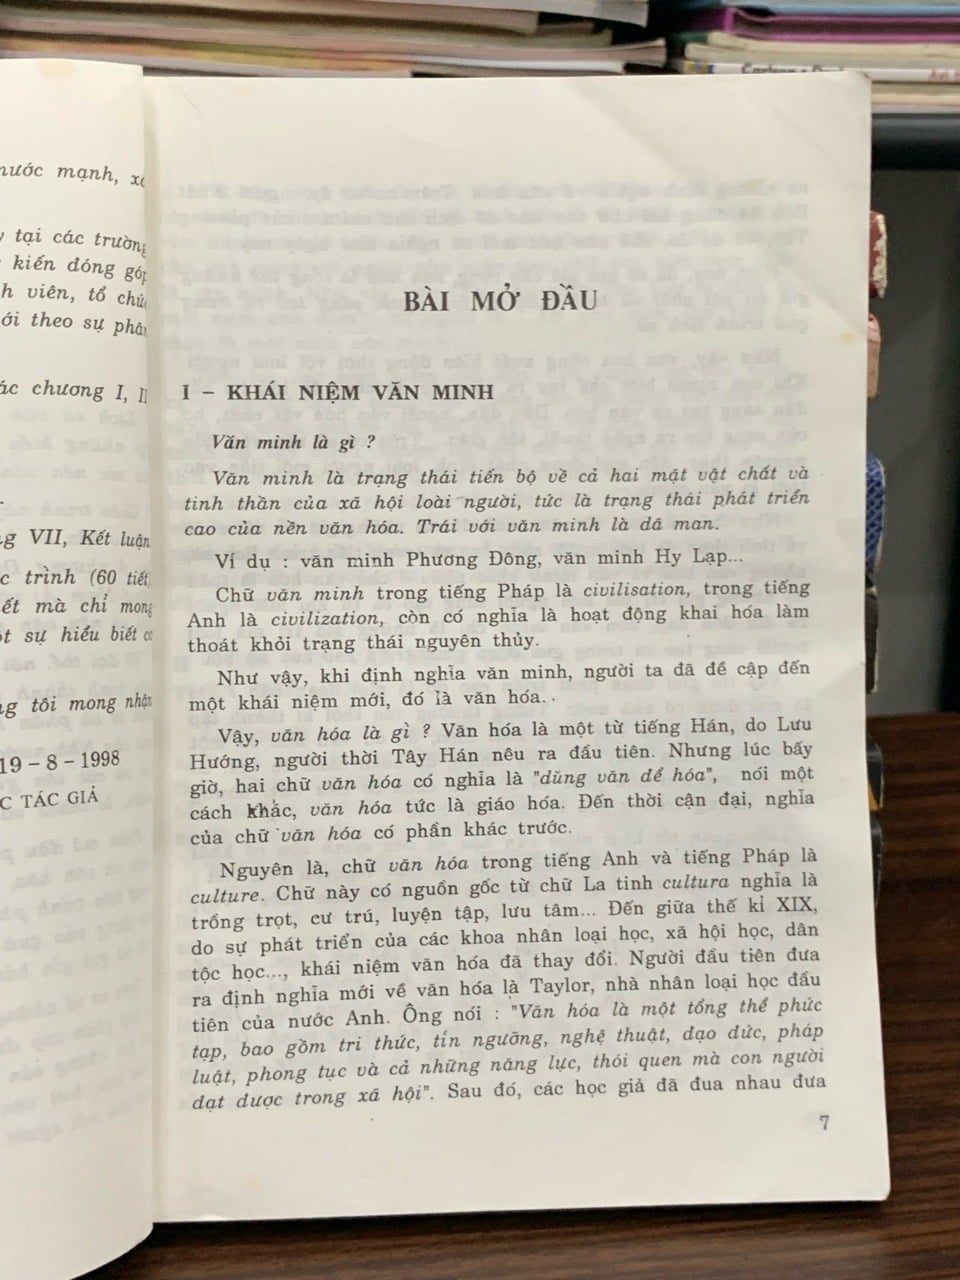 nước mạnh,
tại các trường
kiến đóng góp
viên, tổ chức
theo sự phân
chương I, II
VII, Kết luận
trình (60 tiết)
mà chỉ mong
sự hiểu biết
tôi mong nhận
19 – 8 – 1998
TÁC GIẢ
BÀI MỞ ĐẦU
I – KHÁI NIỆM VĂN MINH
Văn minh là gì ?
Văn minh là trạng thái tiến bộ về cả hai mặt vật chất và
tinh thần của xã hội loài người, tức là trạng thái phát triển
cao của nền văn hóa. Trái với văn minh là dã man.
Ví dụ : văn minh Phương Đông, văn minh Hy Lạp...
Chữ văn minh trong tiếng Pháp là civilisation, trong tiếng
Anh là civilization, còn có nghĩa là hoạt động khai hóa làm
thoát khỏi trạng thái nguyên thủy.
Như vậy, khi định nghĩa văn minh, người ta đã đề cập đến
một khái niệm mới, đó là văn hóa.
Vậy, văn hóa là gì ? Văn hóa là một từ tiếng Hán, do Lưu
Hướng, người thời Tây Hán nêu ra đầu tiên. Nhưng lúc bấy
giờ, hai chữ văn hóa có nghĩa là "dùng văn để hóa", nói một
cách khác, văn hóa tức là giáo hóa. Đến thời cận đại, nghĩa
của chữ văn hóa có phần khác trước.
Nguyên là, chữ văn hóa trong tiếng Anh và tiếng Pháp là
culture. Chữ này có nguồn gốc từ chữ La tinh cultura nghĩa là
trồng trọt, cư trú, luyện tập, lưu tâm... Đến giữa thế kỉ XIX,
do sự phát triển của các khoa nhân loại học, xã hội học, dân
tộc học..., khái niệm văn hóa đã thay đổi. Người đầu tiên đưa
ra định nghĩa mới về văn hóa là Taylor, nhà nhân loại học đầu
tiên của nước Anh. Ông nói : "Văn hóa là một tổng thể phức
tạp, bao gồm tri thức, tín ngưỡng, nghệ thuật, đạo đức, pháp
luật, phong tục và cả những năng lực, thói quen mà con người
đạt được trong xã hội". Sau đó, các học giả đã đua nhau đưa
7